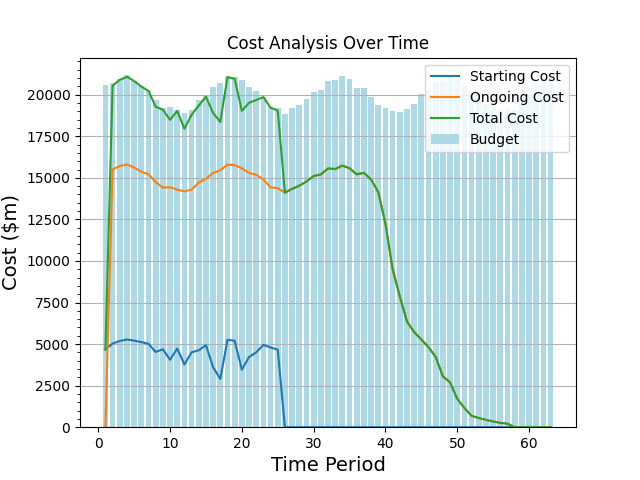 Cost Analysis Over Time
Starting Cost
Ongoing Cost
Total Cost
Budget
Cost ($m)
20000
17500
15000
12500
10000
7500
5000
2500
0
0 10 20 30 40 50 60
Time Period